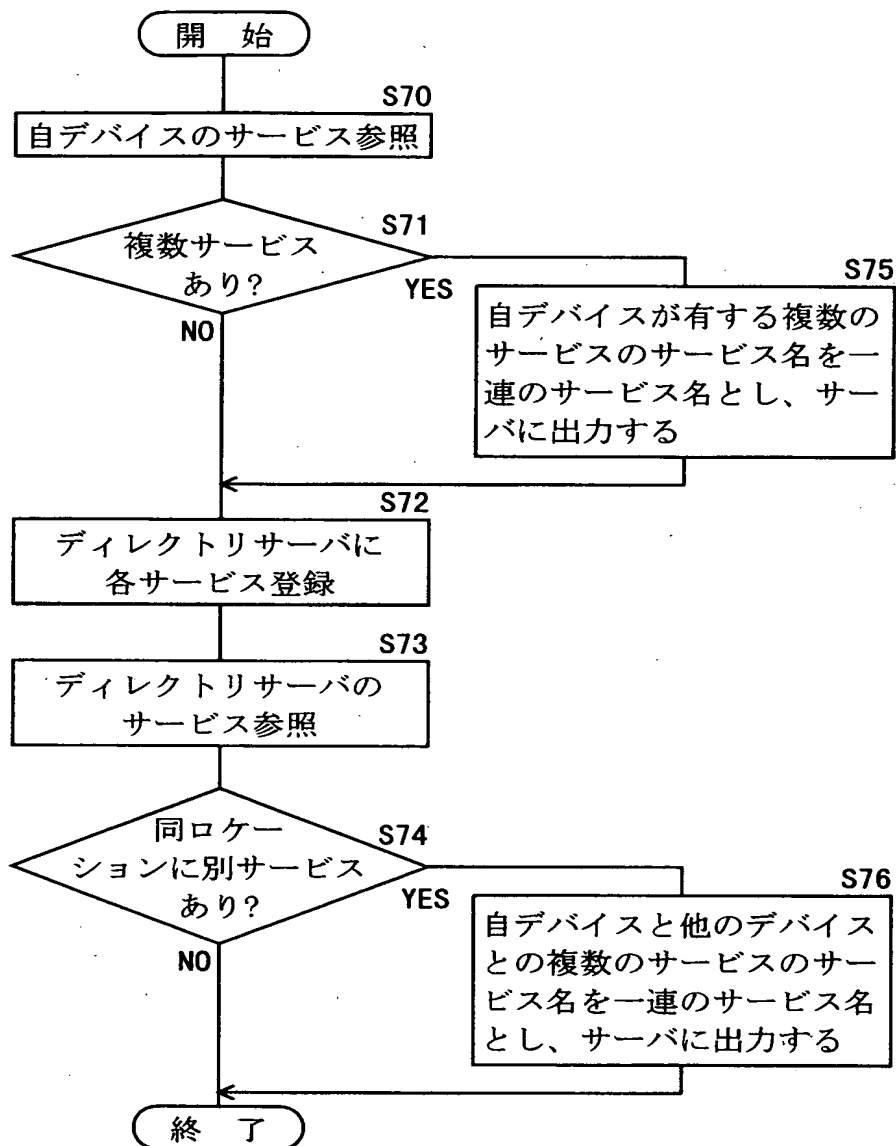 開 始
S70
自デバイスのサービス参照
S71
複数サービス
あり?
YES
NO
S75
自デバイスが有する複数の
サービスのサービス名を一
連のサービス名とし、サー
バに出力する
S72
ディレクトリサーバに
各サービス登録
S73
ディレクトリサーバの
サービス参照
S74
同ロケー
ションに別サービス
あり?
YES
NO
S76
自デバイスと他のデバイス
との複数のサービスのサー
ビス名を一連のサービス名
とし、サーバに出力する
終 了